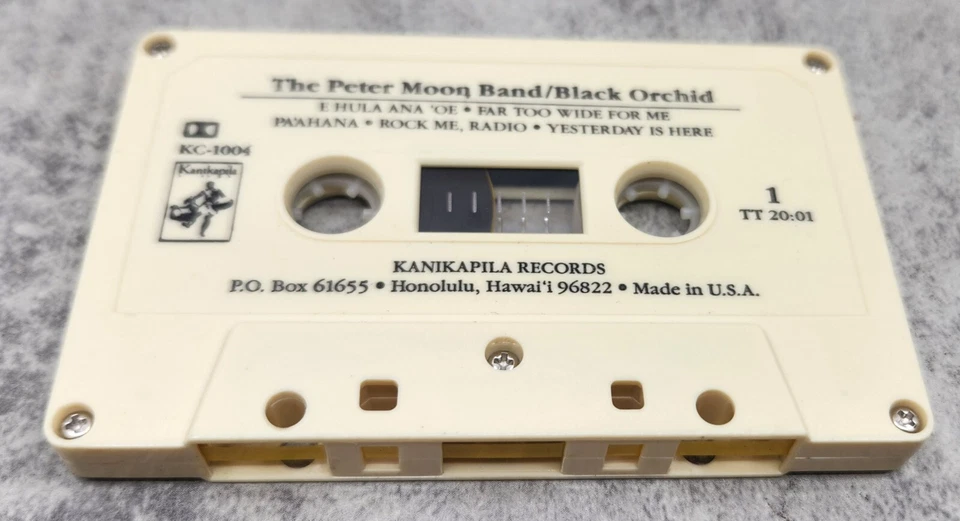 The Peter Moon Band/Black Orchid
E HULA ANA ‘OE • FAR TOO WIDE FOR ME
PA'AHANA • ROCK ME, RADIO • YESTERDAY IS HERE
KC-1004
Kanikapila
1
TT 20:01
KANIKAPILA RECORDS
P.O. Box 61655 • Honolulu, Hawai‘i 96822 • Made in U.S.A.